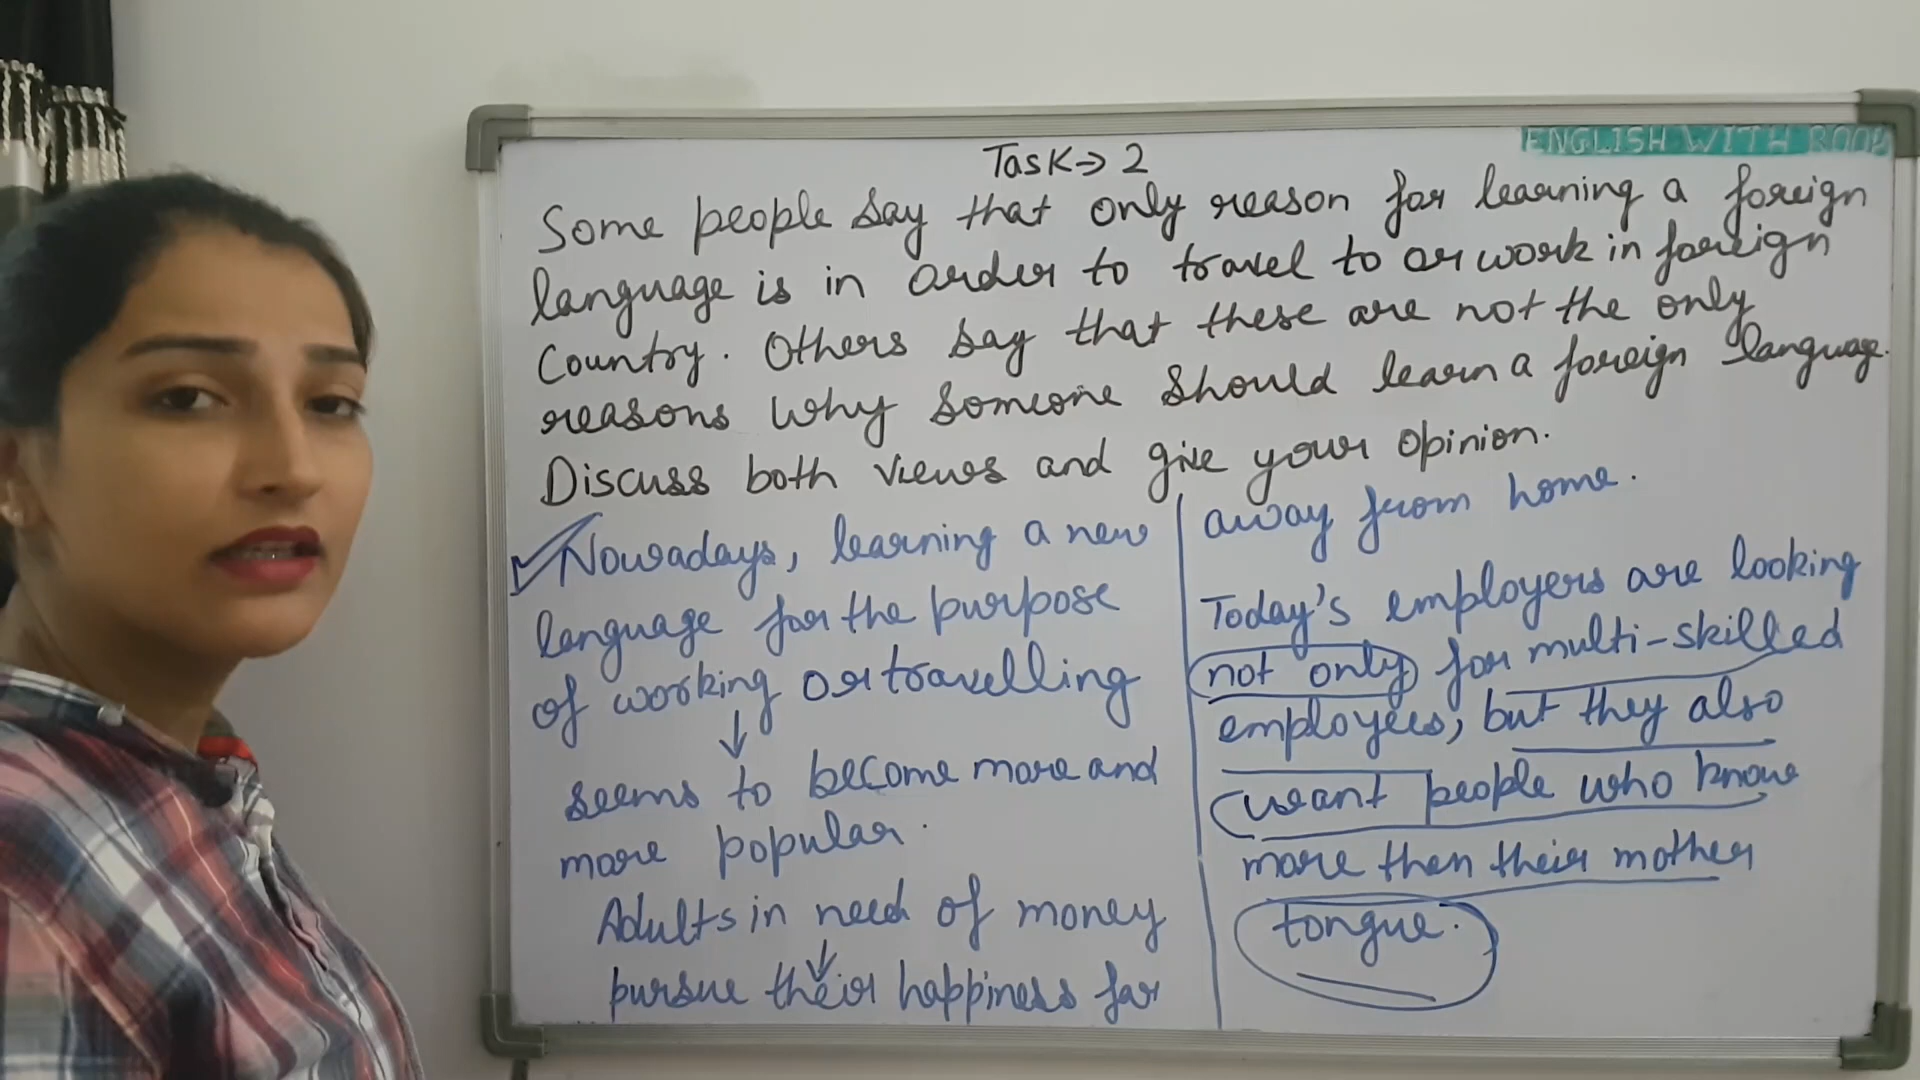 ENGLISH WITH ROOP
Task → 2
Some people say that only reason for learning a foreign
language is in order to travel to or work in foreign
Country. Others say that these are not the only
reasons why someone should learn a foreign language.
Discuss both views and give your opinion.
Nowadays, learning a new
language for the purpose
of working or travelling
seems to become more and
more popular.
Adults in need of money
pursue their happiness far
away from home.
Today's employers are looking
not only for multi-skilled
employees, but they also
want people who know
more then their mother
tongue.